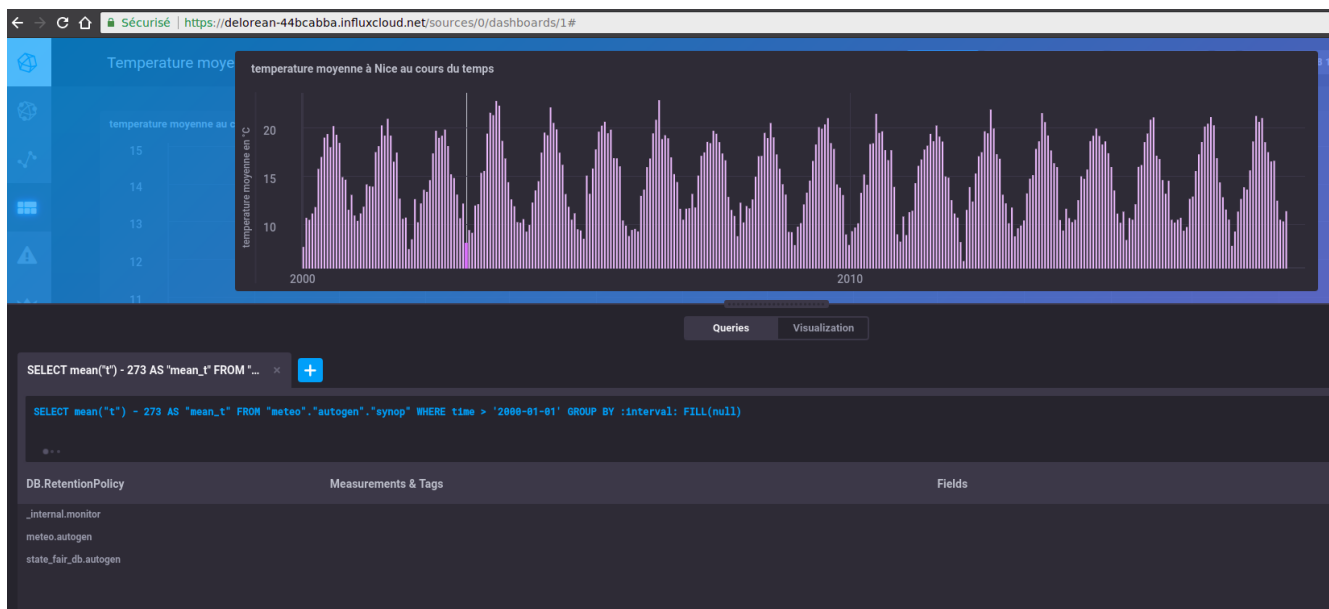 Sécurisé | https://delorean-44bcabba.influxcloud.net/sources/0/dashboards/1#
Temperature moye
temperature moyenne à Nice au cours du temps
temperature moyenne au c
temperature moyenne en °C
20
15
10
2000
2010
15
14
13
12
11
Queries
Visualization
SELECT mean("t") - 273 AS "mean_t" FROM "... ×
+
SELECT mean("t") - 273 AS "mean_t" FROM "meteo"."autogen"."synop" WHERE time > '2000-01-01' GROUP BY :interval: FILL(null)
DB.RetentionPolicy
Measurements & Tags
Fields
_internal.monitor
meteo.autogen
state_fair_db.autogen